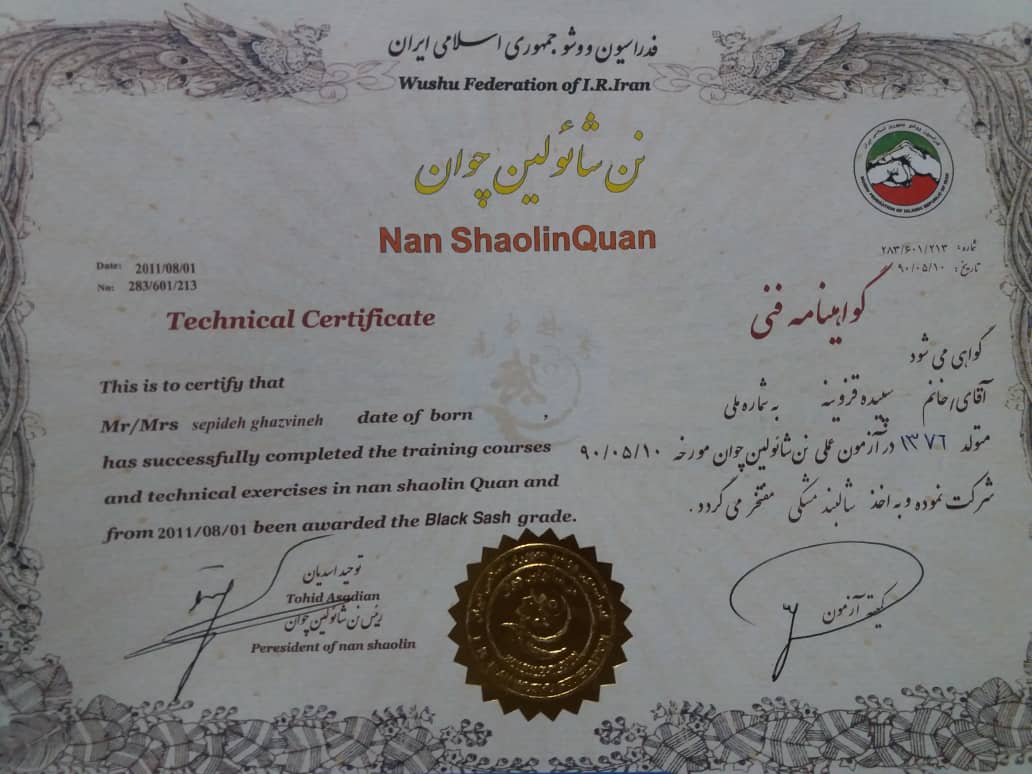 فدراسیون ووشو جمهوری اسلامی ایران
Wushu Federation of I.R.Iran
نن شائولین چوان
Nan ShaolinQuan
Date: 2011/08/01
No: 283/601/213
شماره: ۲۸۳/۶۰۱/۲۱۳
تاریخ: ۹۰/۰۵/۱۰
Technical Certificate
This is to certify that
Mr/Mrs sepideh ghazvineh date of born ,
has successfully completed the training courses
and technical exercises in nan shaolin Quan and
from 2011/08/01 been awarded the Black Sash grade.
گواهینامه فنی
گواهی می شود
آقای/خانم سپیده قزوینه به شماره ملی
متولد ۱۳۷۶ در آزمون عملی نن شائولین چوان مورخه ۹۰/۰۵/۱۰
شرکت نموده و به اخذ شالبند مشکی مفتخر می گردد.
توحید اسدیان
Tohid Asadian
رئیس نن شائولین چوان
Peresident of nan shaolin
کمیته آزمون